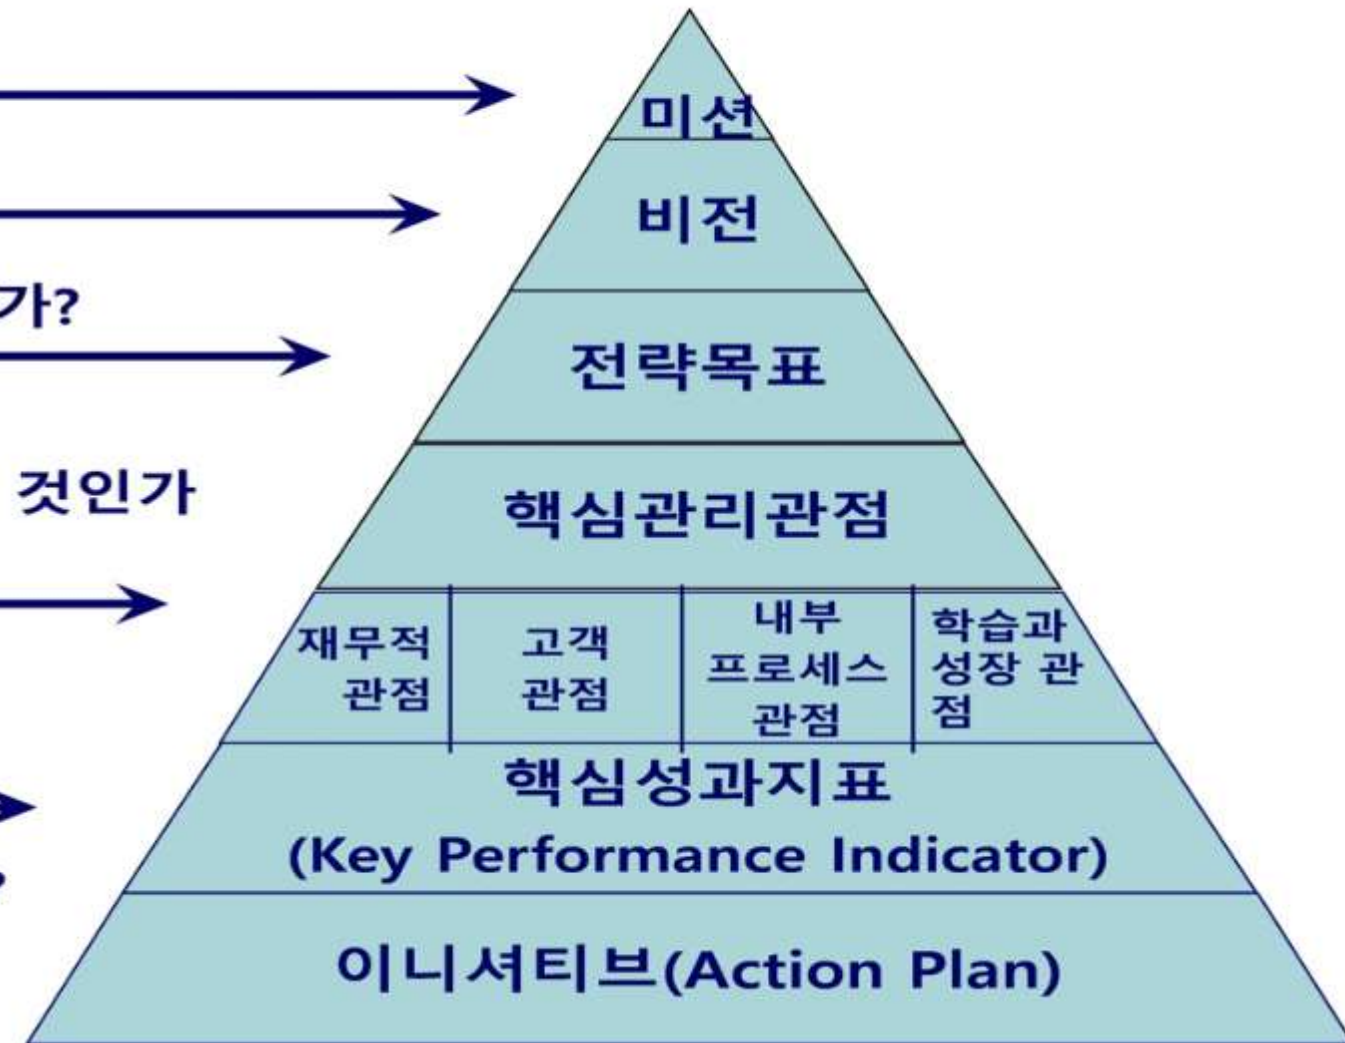 미션
비전
가?
전략목표
것인가
핵심관리관점
재무적
관점
고객
관점
내부
프로세스
관점
학습과
성장 관
점
핵심성과지표
(Key Performance Indicator)
?
이니셔티브(Action Plan)